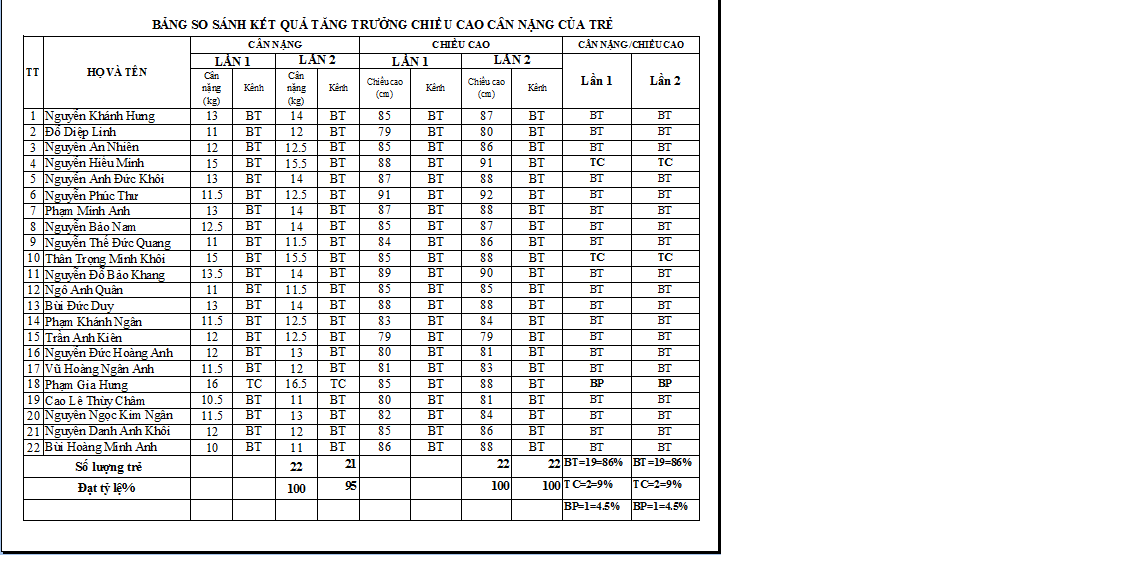 BẢNG SO SÁNH KẾT QUẢ TĂNG TRƯỞNG CHIỀU CAO CÂN NẶNG CỦA TRẺ
TT HỌ VÀ TÊN CÂN NẶNG CHIỀU CAO CÂN NẶNG/CHIỀU CAO
LẦN 1 LẦN 2 LẦN 1 LẦN 2 Lần 1 Lần 2
Cân nặng (kg) Kênh Cân nặng (kg) Kênh Chiều cao (cm) Kênh Chiều cao (cm) Kênh
1 Nguyễn Khánh Hưng 13 BT 14 BT 85 BT 87 BT BT BT
2 Đỗ Diệp Linh 11 BT 12 BT 79 BT 80 BT BT BT
3 Nguyễn An Nhiên 12 BT 12.5 BT 85 BT 86 BT BT BT
4 Nguyễn Hiếu Minh 15 BT 15.5 BT 88 BT 91 BT TC TC
5 Nguyễn Anh Đức Khôi 13 BT 14 BT 87 BT 88 BT BT BT
6 Nguyễn Phúc Thư 11.5 BT 12.5 BT 91 BT 92 BT BT BT
7 Phạm Minh Anh 13 BT 14 BT 87 BT 88 BT BT BT
8 Nguyễn Bảo Nam 12.5 BT 14 BT 85 BT 87 BT BT BT
9 Nguyễn Thế Đức Quang 11 BT 11.5 BT 84 BT 86 BT BT BT
10 Thân Trọng Minh Khôi 15 BT 15.5 BT 85 BT 88 BT TC TC
11 Nguyễn Đỗ Bảo Khang 13.5 BT 14 BT 89 BT 90 BT BT BT
12 Ngô Anh Quân 11 BT 11.5 BT 85 BT 85 BT BT BT
13 Bùi Đức Duy 13 BT 14 BT 88 BT 88 BT BT BT
14 Phạm Khánh Ngân 11.5 BT 12.5 BT 83 BT 84 BT BT BT
15 Trần Anh Kiên 12 BT 12.5 BT 79 BT 79 BT BT BT
16 Nguyễn Đức Hoàng Anh 12 BT 13 BT 80 BT 81 BT BT BT
17 Vũ Hoàng Ngân Anh 11.5 BT 12 BT 81 BT 83 BT BT BT
18 Phạm Gia Hưng 16 TC 16.5 TC 85 BT 88 BT BP BP
19 Cao Lê Thùy Châm 10.5 BT 11 BT 80 BT 81 BT BT BT
20 Nguyễn Ngọc Kim Ngân 11.5 BT 13 BT 82 BT 84 BT BT BT
21 Nguyễn Danh Anh Khôi 12 BT 12 BT 85 BT 86 BT BT BT
22 Bùi Hoàng Minh Anh 10 BT 11 BT 86 BT 88 BT BT BT
Số lượng trẻ 22 21 22 22 BT=19=86% BT=19=86%
Đạt tỷ lệ% 100 95 100 100 TC=2=9% TC=2=9%
BP=1=4.5% BP=1=4.5%